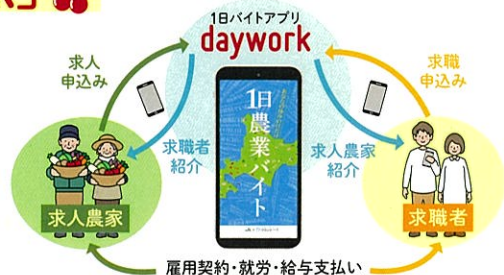 1日バイトアプリ
daywork
求人
申込み
求職
申込み
1日
農業バイト
求職者
紹介
求人農家
紹介
求人農家
求職者
雇用契約・就労・給与支払い